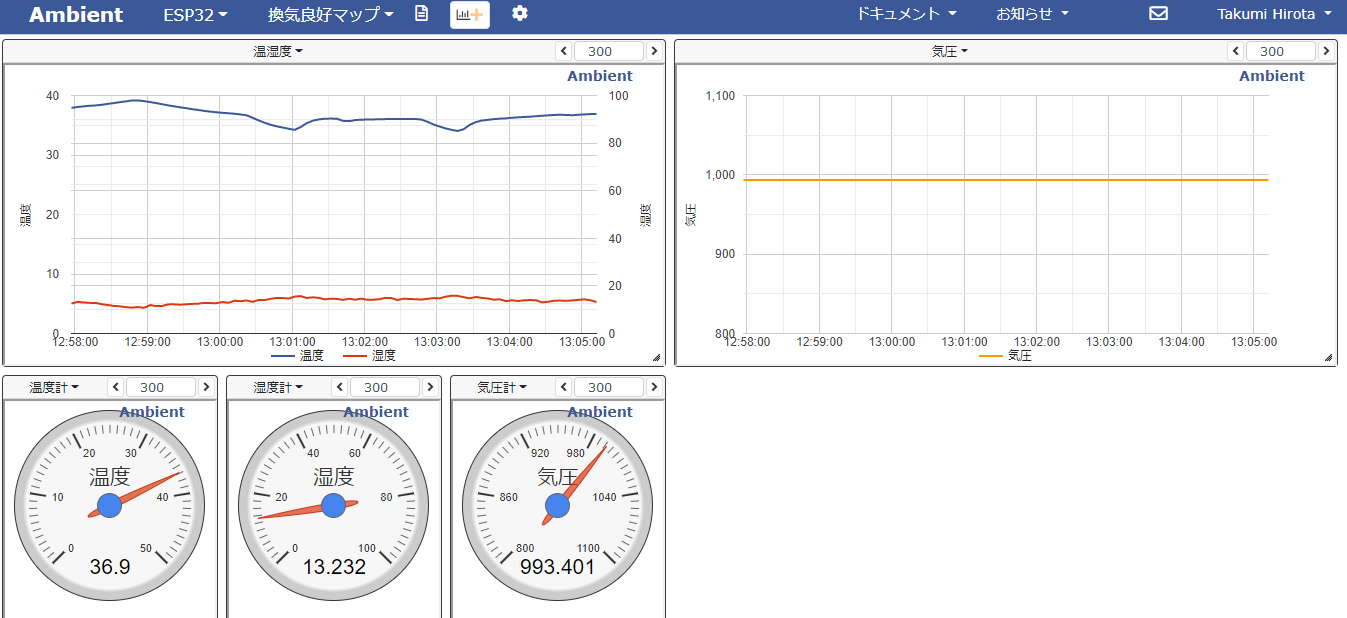 Ambient ESP32 換気良好マップ ドキュメント お知らせ Takumi Hirota
温湿度 300
Ambient
40
30
20
10
0
温度
100
80
60
40
20
0
湿度
12:58:00 12:59:00 13:00:00 13:01:00 13:02:00 13:03:00 13:04:00 13:05:00
温度 湿度
気圧 300
Ambient
1,100
1,000
900
800
気圧
12:58:00 12:59:00 13:00:00 13:01:00 13:02:00 13:03:00 13:04:00 13:05:00
気圧
温度計 300
Ambient
20 30
温度
10 40
0 50
36.9
湿度計 300
Ambient
40 60
湿度
20 80
0 100
13.232
気圧計 300
Ambient
920 980
気圧
860 1040
800 1100
993.401